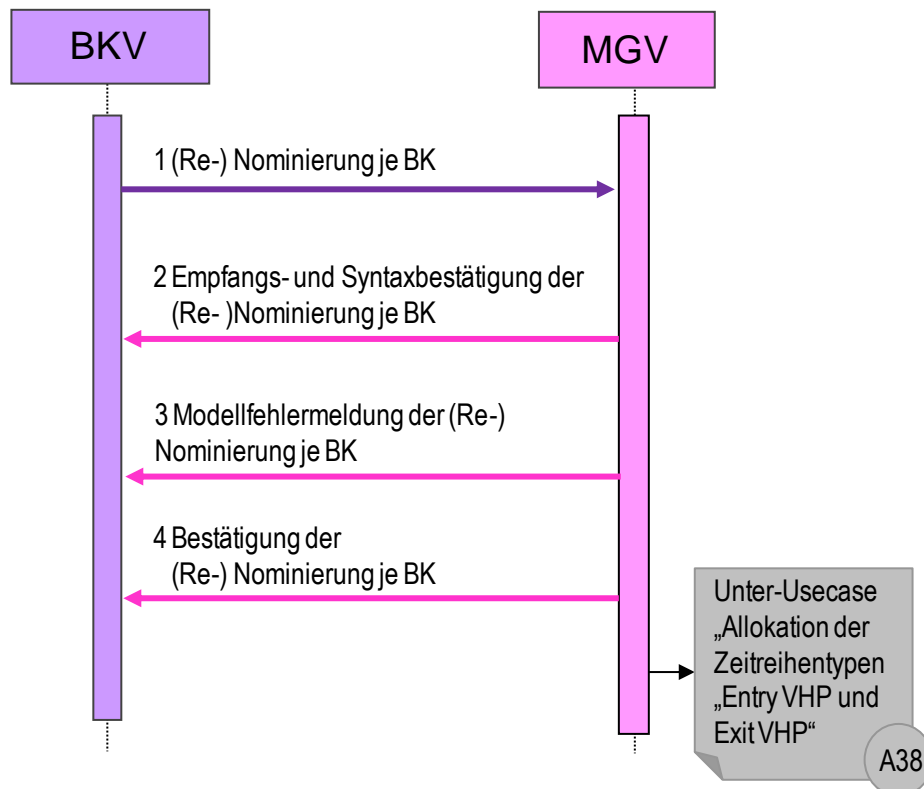 BKV
MGV
1 (Re-) Nominierung je BK
2 Empfangs- und Syntaxbestätigung der
(Re- )Nominierung je BK
3 Modellfehlermeldung der (Re-)
Nominierung je BK
4 Bestätigung der
(Re-) Nominierung je BK
Unter-Usecase
„Allokation der
Zeitreihentypen
„Entry VHP und
Exit VHP“
A38